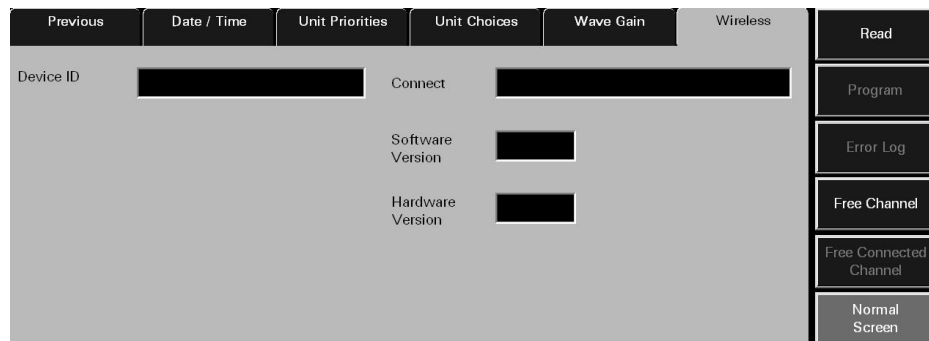 Previous
Date / Time
Unit Priorities
Unit Choices
Wave Gain
Wireless
Read
Device ID
Connect
Program
Software
Version
Error Log
Hardware
Version
Free Channel
Free Connected
Channel
Normal
Screen